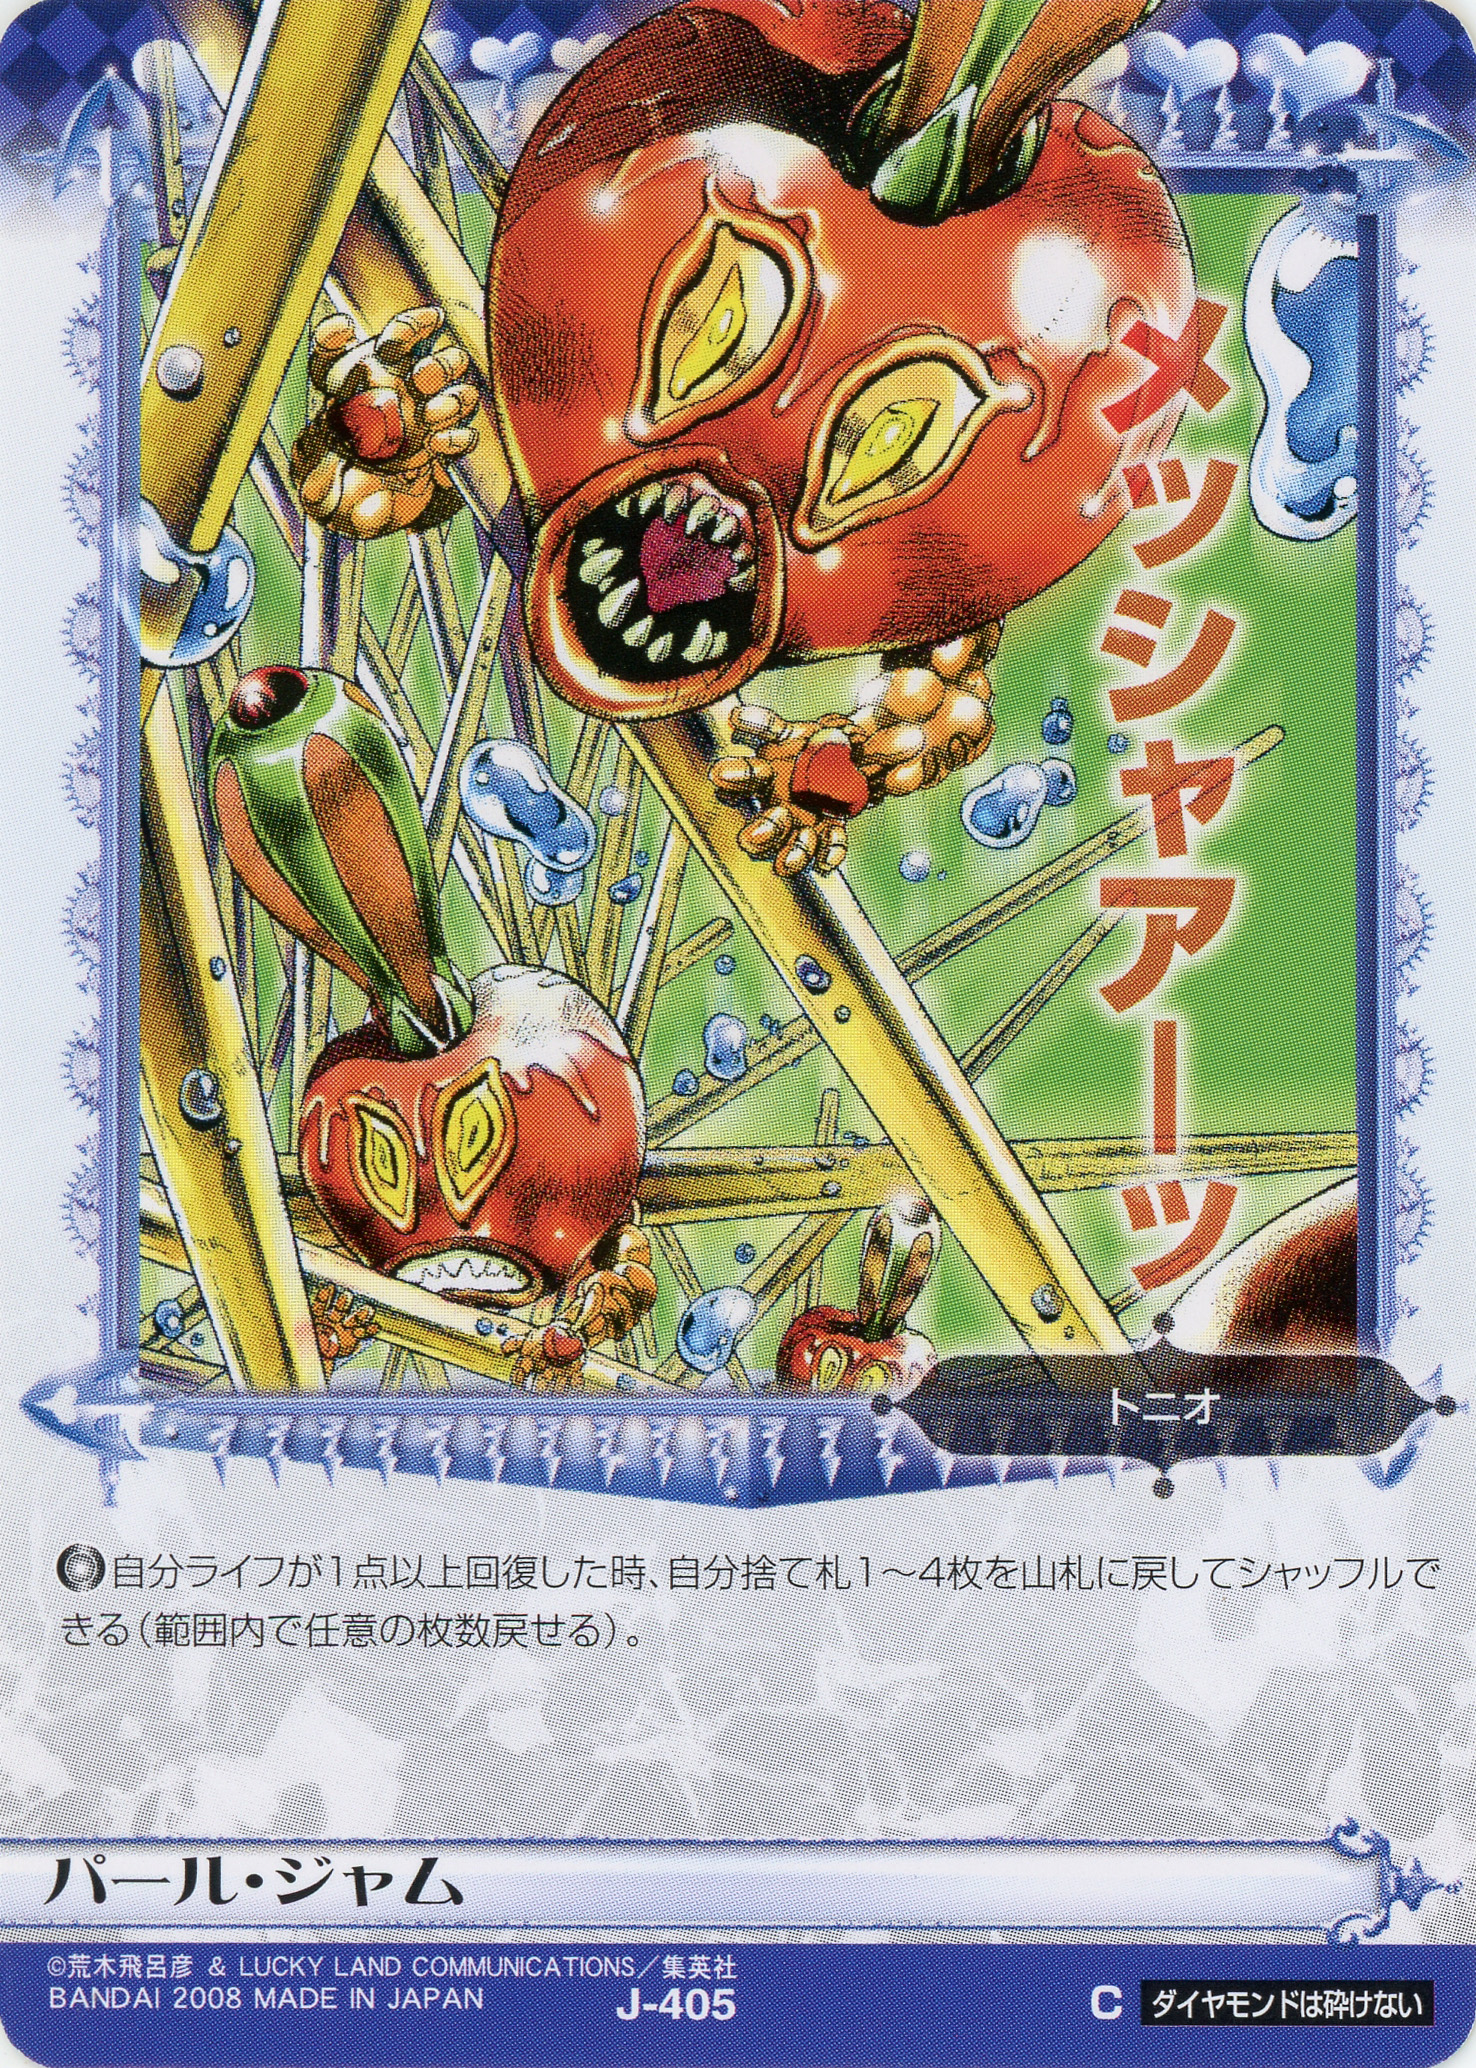 メッシャアーッ
トニオ
自分ライフが1点以上回復した時、自分捨て札1〜4枚を山札に戻してシャッフルで
きる（範囲内で任意の枚数戻せる）。
パール・ジャム
©荒木飛呂彦 & LUCKY LAND COMMUNICATIONS／集英社
BANDAI 2008 MADE IN JAPAN
J-405
C ダイヤモンドは砕けない